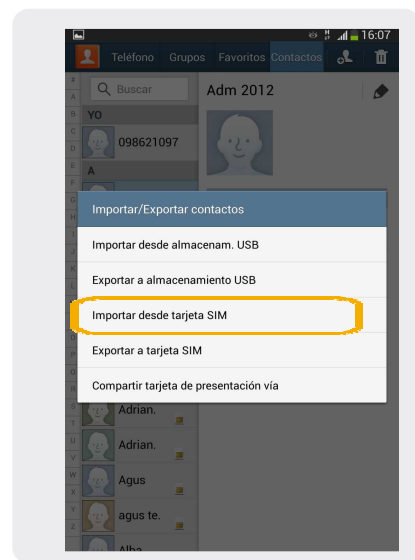 16:07
Teléfono Grupos Favoritos Contactos
Buscar
Adm 2012
YO
098621097
A
Importar/Exportar contactos
Importar desde almacenam. USB
Exportar a almacenamiento USB
Importar desde tarjeta SIM
Exportar a tarjeta SIM
Compartir tarjeta de presentación vía
Adrian.
Adrian.
Agus
agus te.
Alba
#
A
B
C
D
E
F
G
H
I
J
K
L
O
P
Q
R
S
T
U
V
W
X
Y
Z